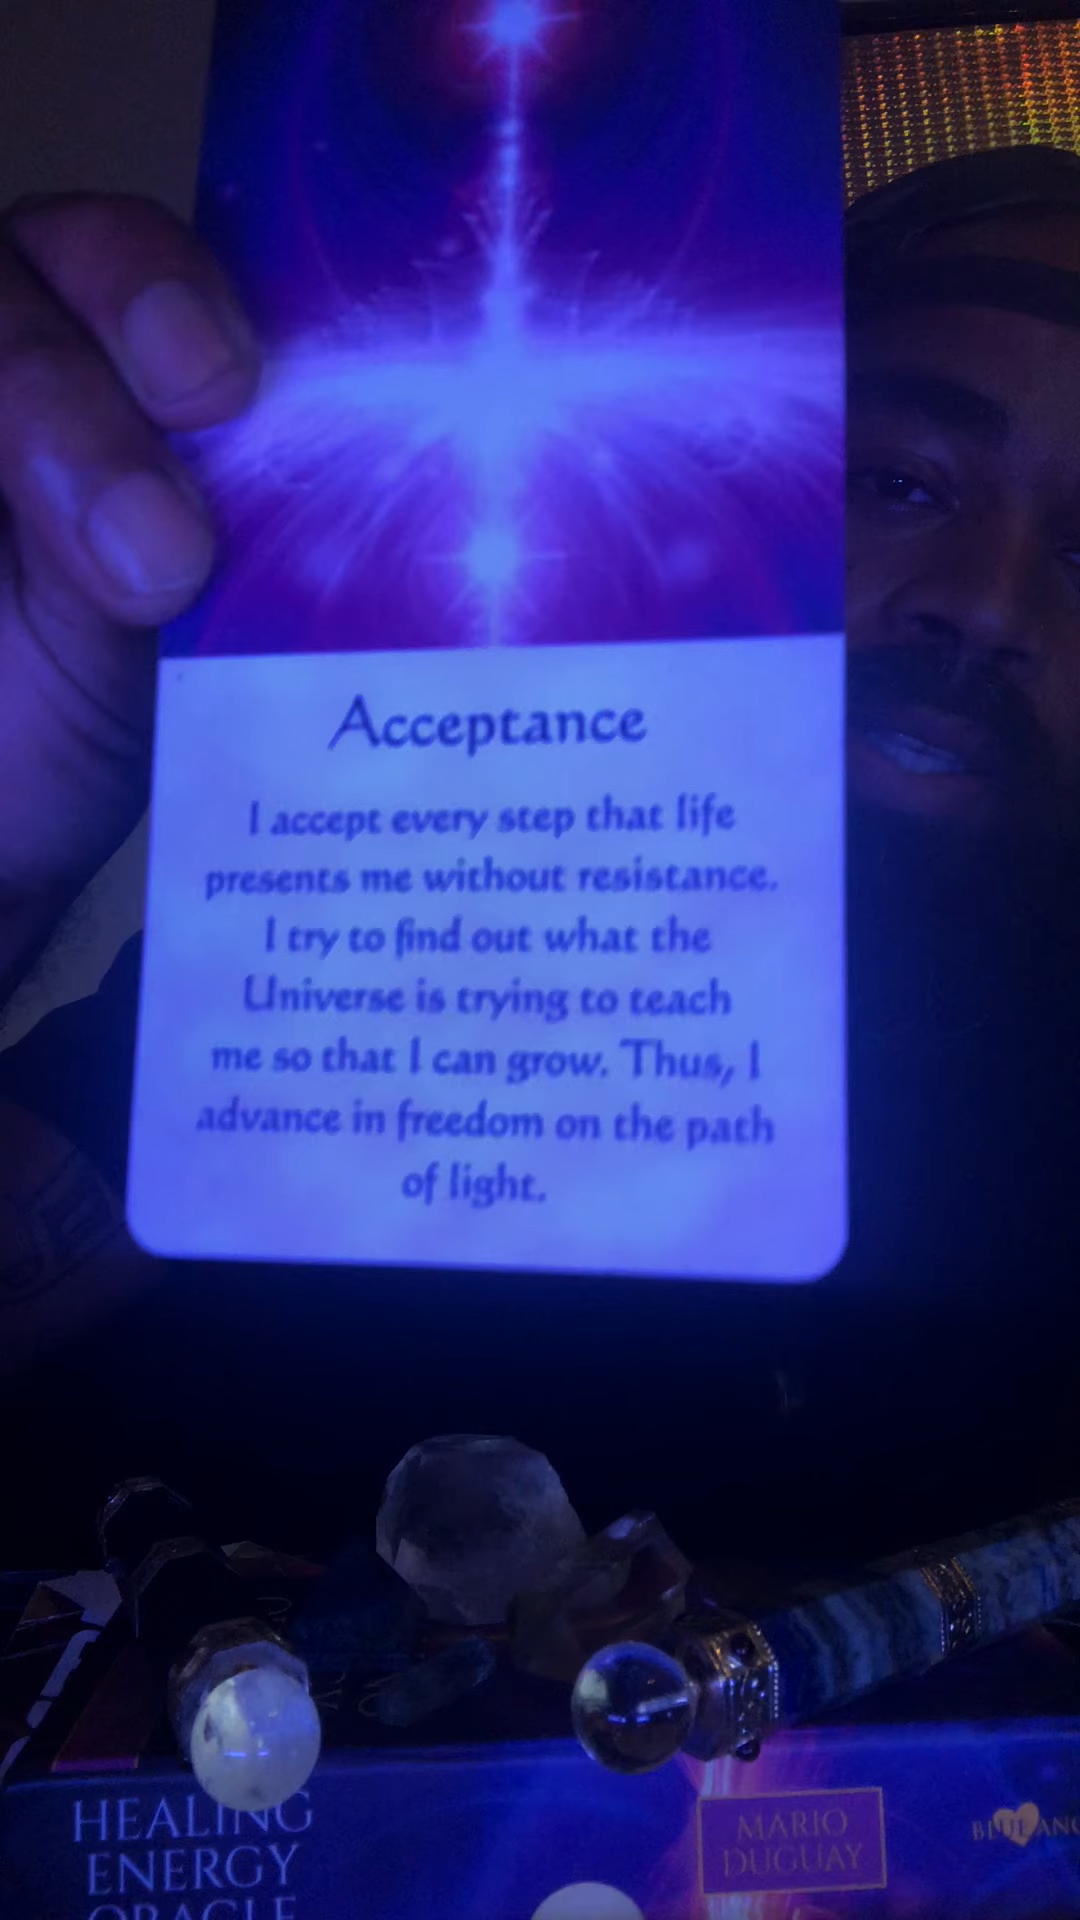 Acceptance
I accept every step that life
presents me without resistance.
I try to find out what the
Universe is trying to teach
me so that I can grow. Thus, I
advance in freedom on the path
of light.
HEALING
ENERGY
ORACLE
MARIO
DUGUAY